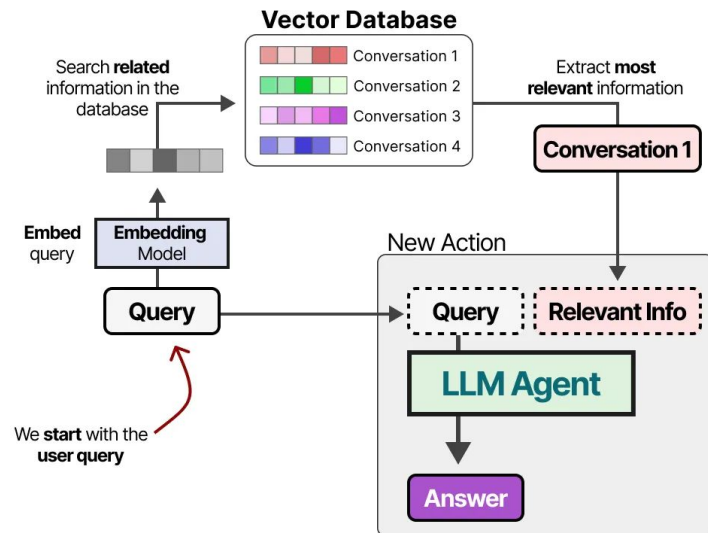 Vector Database
Search related
information in the
database
Conversation 1
Conversation 2
Conversation 3
Conversation 4
Extract most
relevant information
Conversation 1
Embed
query
Embedding
Model
New Action
Query
Query
Relevant Info
LLM Agent
We start with the
user query
Answer